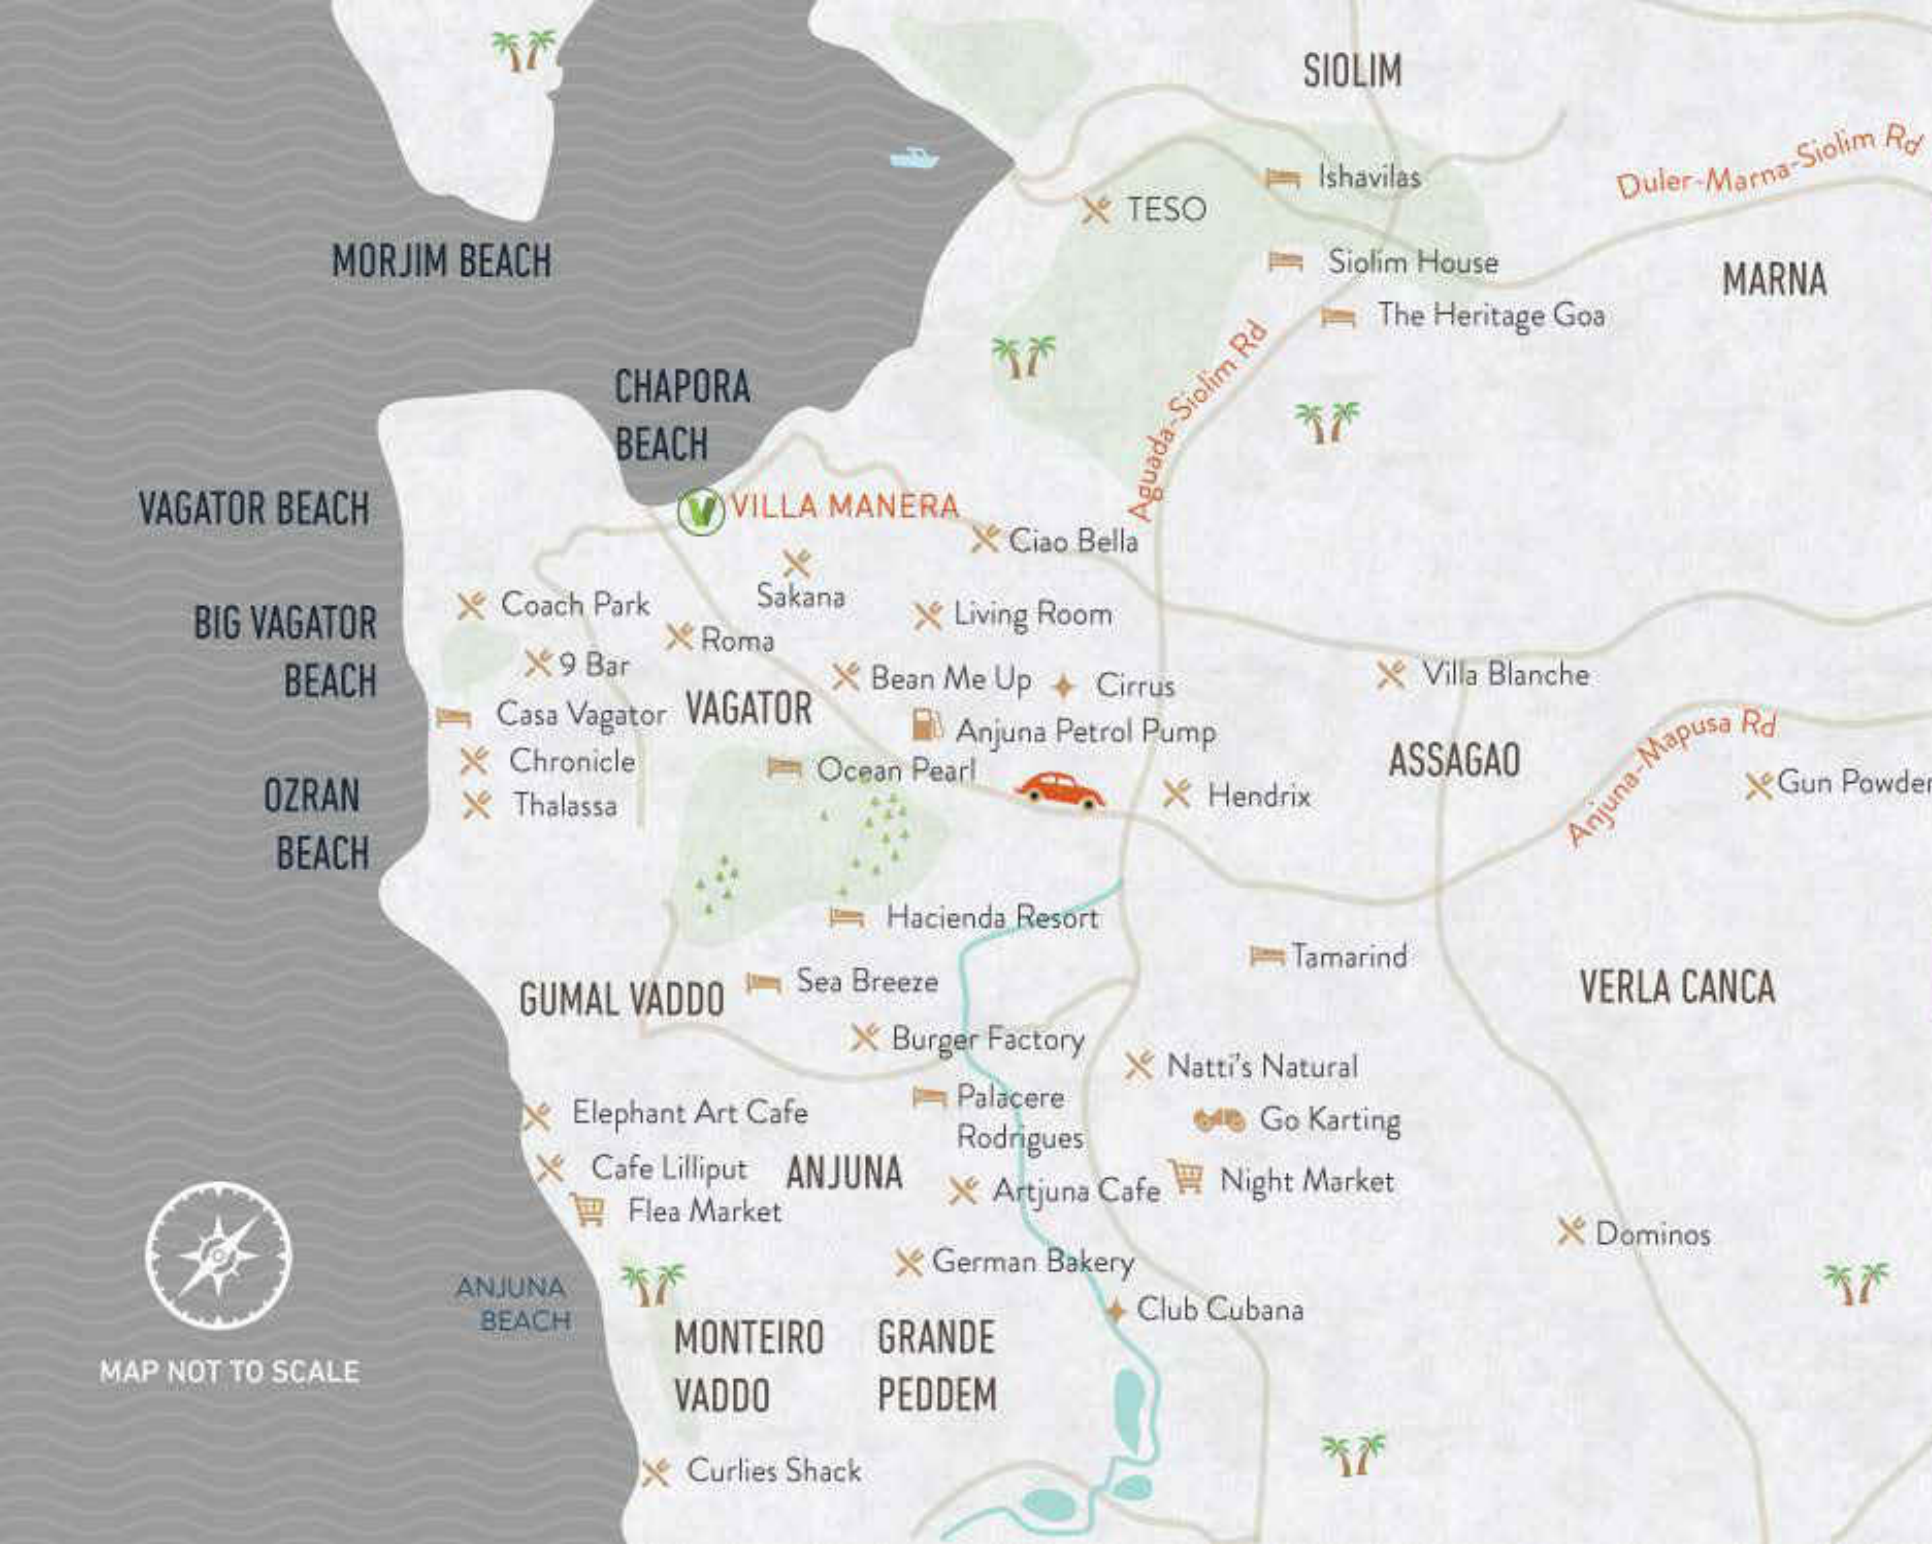 SIOLIM
Duler-Marna-Siolim Rd
Ishavilas
TESO
MORJIM BEACH
Siolim House
MARNA
The Heritage Goa
Aguada-Siolim Rd
CHAPORA
BEACH
VAGATOR BEACH
V
VILLA MANERA
Ciao Bella
Sakana
Coach Park
BIG VAGATOR
BEACH
Living Room
Roma
9 Bar
Bean Me Up
Cirrus
Villa Blanche
Casa Vagator
VAGATOR
Anjuna Petrol Pump
Anjuna-Mapusa Rd
ASSAGAO
Chronicle
Ocean Pearl
Gun Powder
OZRAN
BEACH
Thalassa
Hendrix
Hacienda Resort
Tamarind
Sea Breeze
GUMAL VADDO
VERLA CANCA
Burger Factory
Natti's Natural
Palacere
Rodrigues
Elephant Art Cafe
Go Karting
Cafe Lilliput
ANJUNA
Artjuna Cafe
Night Market
Flea Market
Dominos
German Bakery
ANJUNA
BEACH
Club Cubana
MONTEIRO
VADDO
GRANDE
PEDDEM
MAP NOT TO SCALE
Curlies Shack